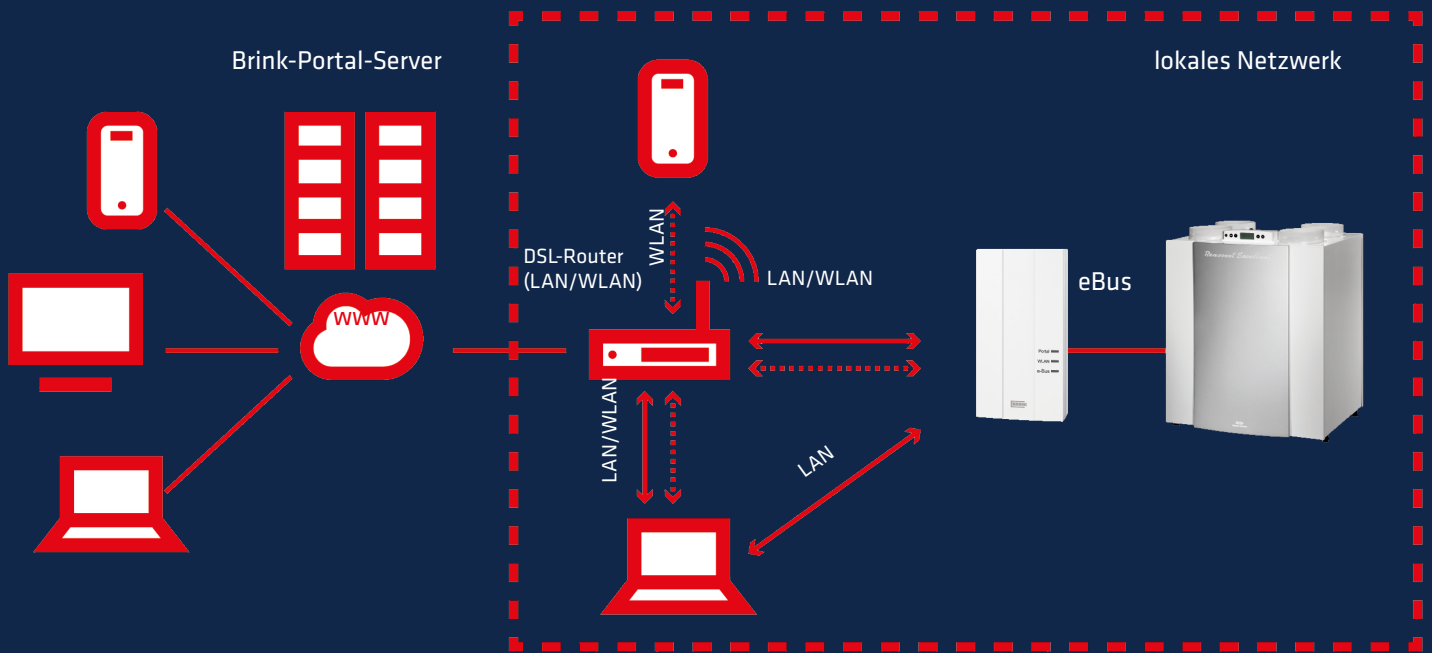 Brink-Portal-Server
lokales Netzwerk
WLAN
DSL-Router
(LAN/WLAN)
LAN/WLAN
eBus
www
Portal
WLAN
e-Bus
LAN/WLAN
LAN